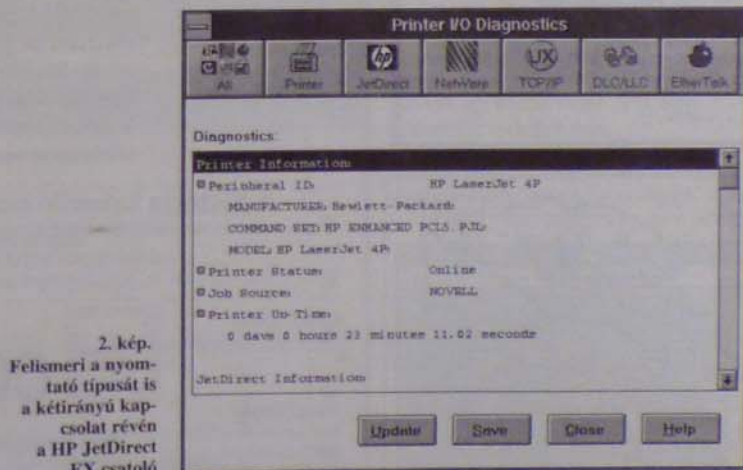 Printer I/O Diagnostics
All
Printer
JetDirect
NetWare
TCP/IP
DLC/LLC
EtherTalk
Diagnostics:
Printer Information:
Peripheral ID: HP LaserJet 4P
MANUFACTURER: Hewlett-Packard;
COMMAND SET: HP ENHANCED PCL5, PJL;
MODEL: HP LaserJet 4P;
Printer Status: Online
Job Source: NOVELL
Printer Up-Time:
0 days 0 hours 23 minutes 11.02 seconds
JetDirect Information:
Update
Save
Close
Help
2. kép.
Felismeri a nyom-
tató típusát is
a kétirányú kap-
csolat révén
a HP JetDirect
EX csatoló